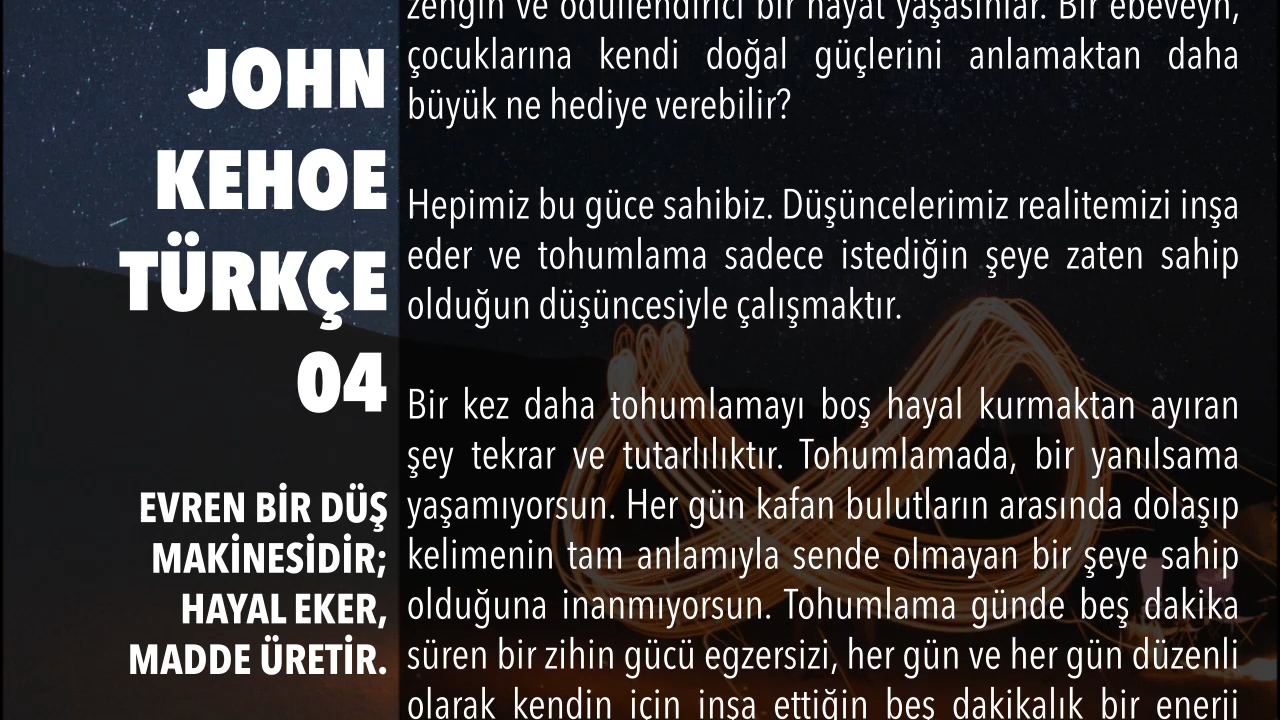 JOHN
KEHOE
TÜRKÇE
04
EVREN BİR DÜŞ
MAKİNESİDİR;
HAYAL EKER,
MADDE ÜRETİR.
zengin ve ödüllendirici bir hayat yaşasınlar. Bir ebeveyn,
çocuklarına kendi doğal güçlerini anlamaktan daha
büyük ne hediye verebilir?
Hepimiz bu güce sahibiz. Düşüncelerimiz realitemizi inşa
eder ve tohumlama sadece istediğin şeye zaten sahip
olduğun düşüncesiyle çalışmaktır.
Bir kez daha tohumlamayı boş hayal kurmaktan ayıran
şey tekrar ve tutarlılıktır. Tohumlamada, bir yanılsama
yaşamıyorsun. Her gün kafan bulutların arasında dolaşıp
kelimenin tam anlamıyla sende olmayan bir şeye sahip
olduğuna inanmıyorsun. Tohumlama günde beş dakika
süren bir zihin gücü egzersizi, her gün ve her gün düzenli
olarak kendin için inşa ettiğin beş dakikalık bir enerji